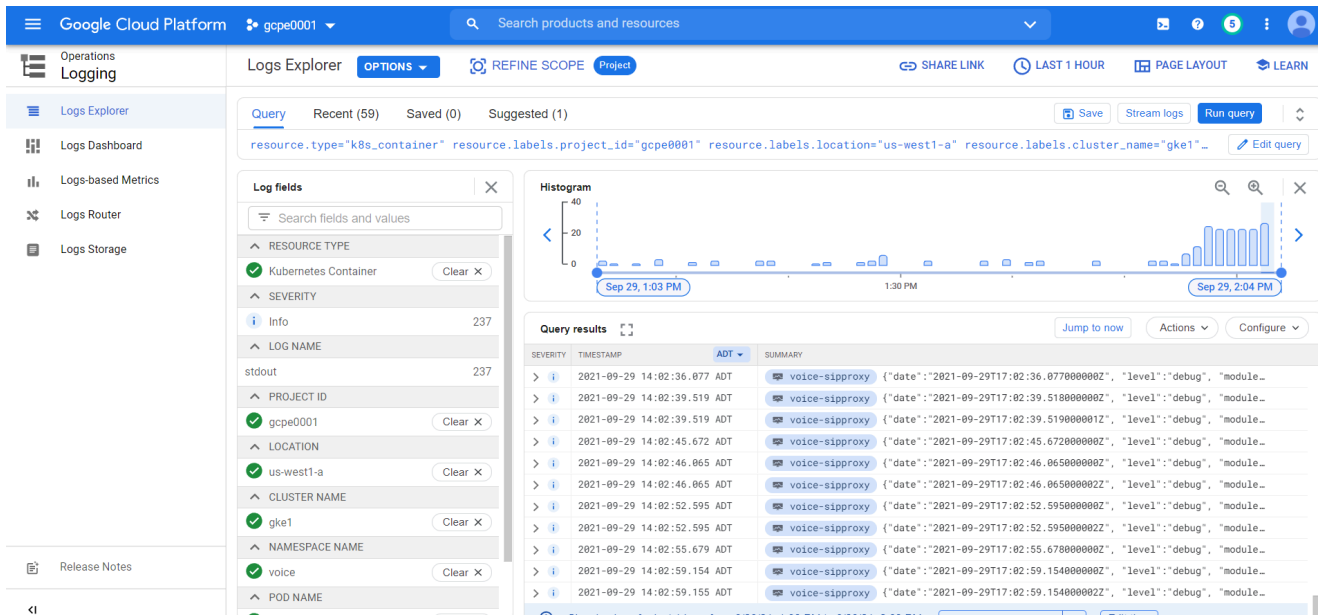 Google Cloud Platform
gcpe0001
Search products and resources
5
Operations
Logging
Logs Explorer
OPTIONS
REFINE SCOPE
Project
SHARE LINK
LAST 1 HOUR
PAGE LAYOUT
LEARN
Logs Explorer
Logs Dashboard
Logs-based Metrics
Logs Router
Logs Storage
Release Notes
Query
Recent (59)
Saved (0)
Suggested (1)
Save
Stream logs
Run query
resource.type="k8s_container" resource.labels.project_id="gcpe0001" resource.labels.location="us-west1-a" resource.labels.cluster_name="gke1"…
Edit query
Log fields
Search fields and values
RESOURCE TYPE
Kubernetes Container Clear
SEVERITY
Info 237
LOG NAME
stdout 237
PROJECT ID
gcpe0001 Clear
LOCATION
us-west1-a Clear
CLUSTER NAME
gke1 Clear
NAMESPACE NAME
voice Clear
POD NAME
Histogram
40
20
0
Sep 29, 1:03 PM
1:30 PM
Sep 29, 2:04 PM
Query results
Jump to now
Actions
Configure
SEVERITY TIMESTAMP ADT SUMMARY
2021-09-29 14:02:36.077 ADT voice-sipproxy {"date":"2021-09-29T17:02:36.077000000Z", "level":"debug", "module…
2021-09-29 14:02:39.519 ADT voice-sipproxy {"date":"2021-09-29T17:02:39.518000000Z", "level":"debug", "module…
2021-09-29 14:02:39.519 ADT voice-sipproxy {"date":"2021-09-29T17:02:39.519000001Z", "level":"debug", "module…
2021-09-29 14:02:45.672 ADT voice-sipproxy {"date":"2021-09-29T17:02:45.672000000Z", "level":"debug", "module…
2021-09-29 14:02:46.065 ADT voice-sipproxy {"date":"2021-09-29T17:02:46.065000000Z", "level":"debug", "module…
2021-09-29 14:02:46.065 ADT voice-sipproxy {"date":"2021-09-29T17:02:46.065000002Z", "level":"debug", "module…
2021-09-29 14:02:52.595 ADT voice-sipproxy {"date":"2021-09-29T17:02:52.595000000Z", "level":"debug", "module…
2021-09-29 14:02:52.595 ADT voice-sipproxy {"date":"2021-09-29T17:02:52.595000002Z", "level":"debug", "module…
2021-09-29 14:02:55.679 ADT voice-sipproxy {"date":"2021-09-29T17:02:55.678000000Z", "level":"debug", "module…
2021-09-29 14:02:59.154 ADT voice-sipproxy {"date":"2021-09-29T17:02:59.154000000Z", "level":"debug", "module…
2021-09-29 14:02:59.155 ADT voice-sipproxy {"date":"2021-09-29T17:02:59.154000002Z", "level":"debug", "module…